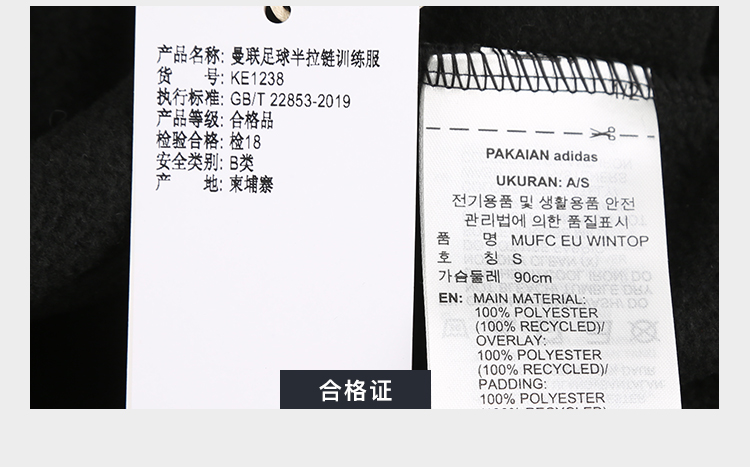 产品名称: 曼联足球半拉链训练服
货 号: KE1238
执行标准: GB/T 22853-2019
产品等级: 合格品
检验合格: 检18
安全类别: B类
产 地: 柬埔寨
PAKAIAN adidas
UKURAN: A/S
전기용품 및 생활용품 안전
관리법에 의한 품질표시
품 명 MUFC EU WINTOP
호 칭 S
가슴둘레 90cm
EN: MAIN MATERIAL:
100% POLYESTER
(100% RECYCLED)/
OVERLAY:
100% POLYESTER
(100% RECYCLED)/
PADDING:
100% POLYESTER
合格证